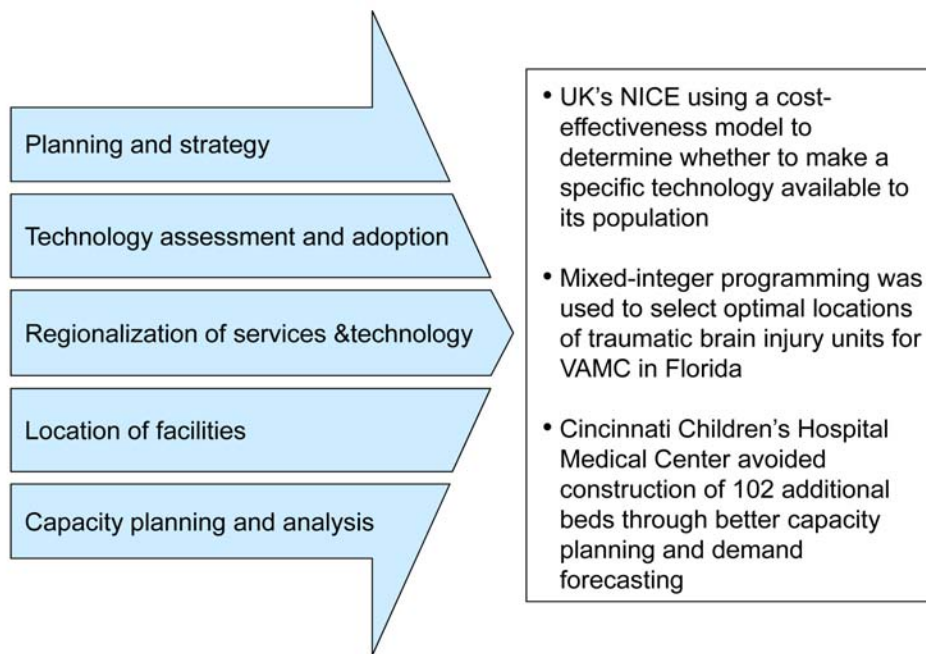 Planning and strategy
Technology assessment and adoption
Regionalization of services &technology
Location of facilities
Capacity planning and analysis
• UK's NICE using a cost-
effectiveness model to
determine whether to make a
specific technology available to
its population
• Mixed-integer programming was
used to select optimal locations
of traumatic brain injury units for
VAMC in Florida
• Cincinnati Children's Hospital
Medical Center avoided
construction of 102 additional
beds through better capacity
planning and demand
forecasting